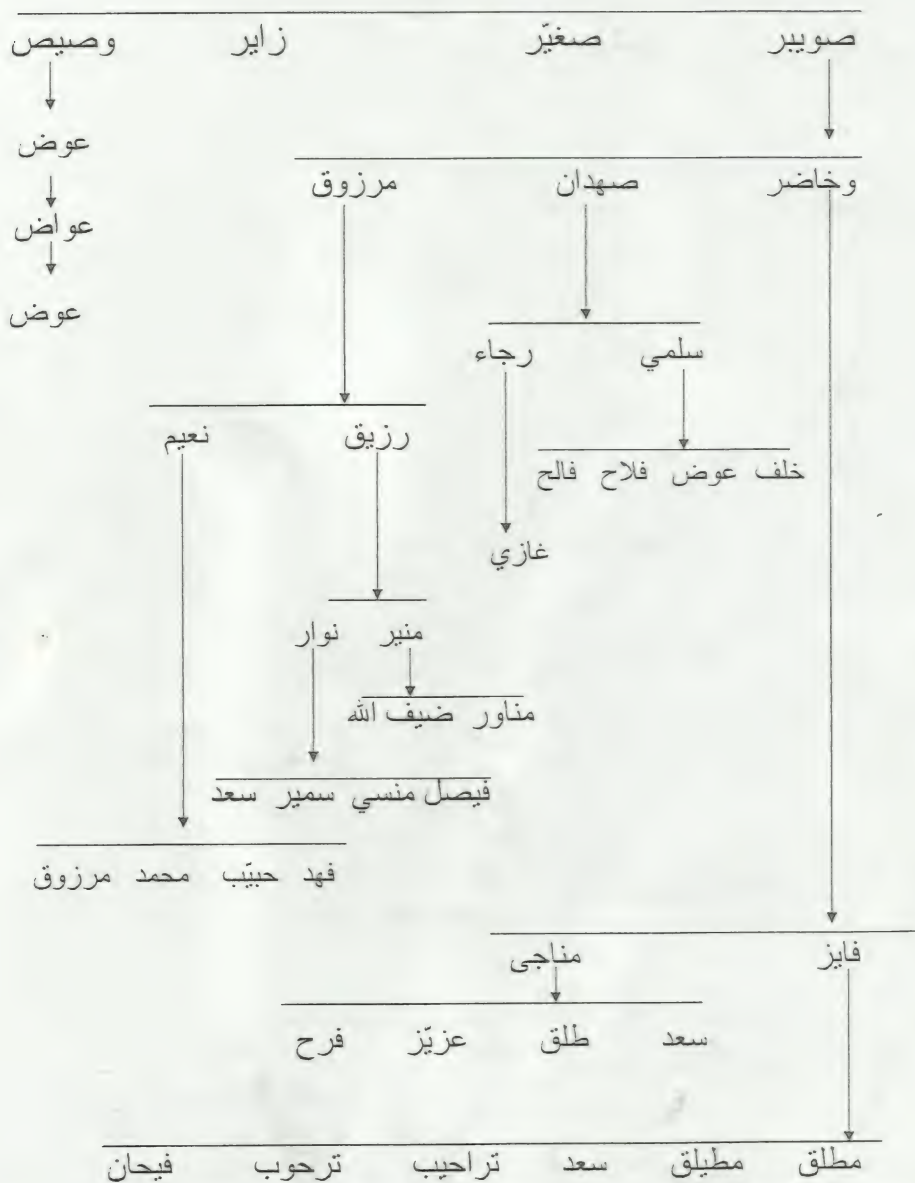 صويبر صغيّر زاير وصيص
عوض
وخاضر صهدان مرزوق
عواض
عوض
سلمي رجاء
رزيق نعيم
خلف عوض فلاح فالح
غازي
منير نوار
مناور ضيف الله
فيصل منسي سمير سعد
فهد حبيّب محمد مرزوق
فايز مناجى
سعد طلق عزيّز فرح
مطلق مطيلق سعد تراحيب ترحوب فيحان